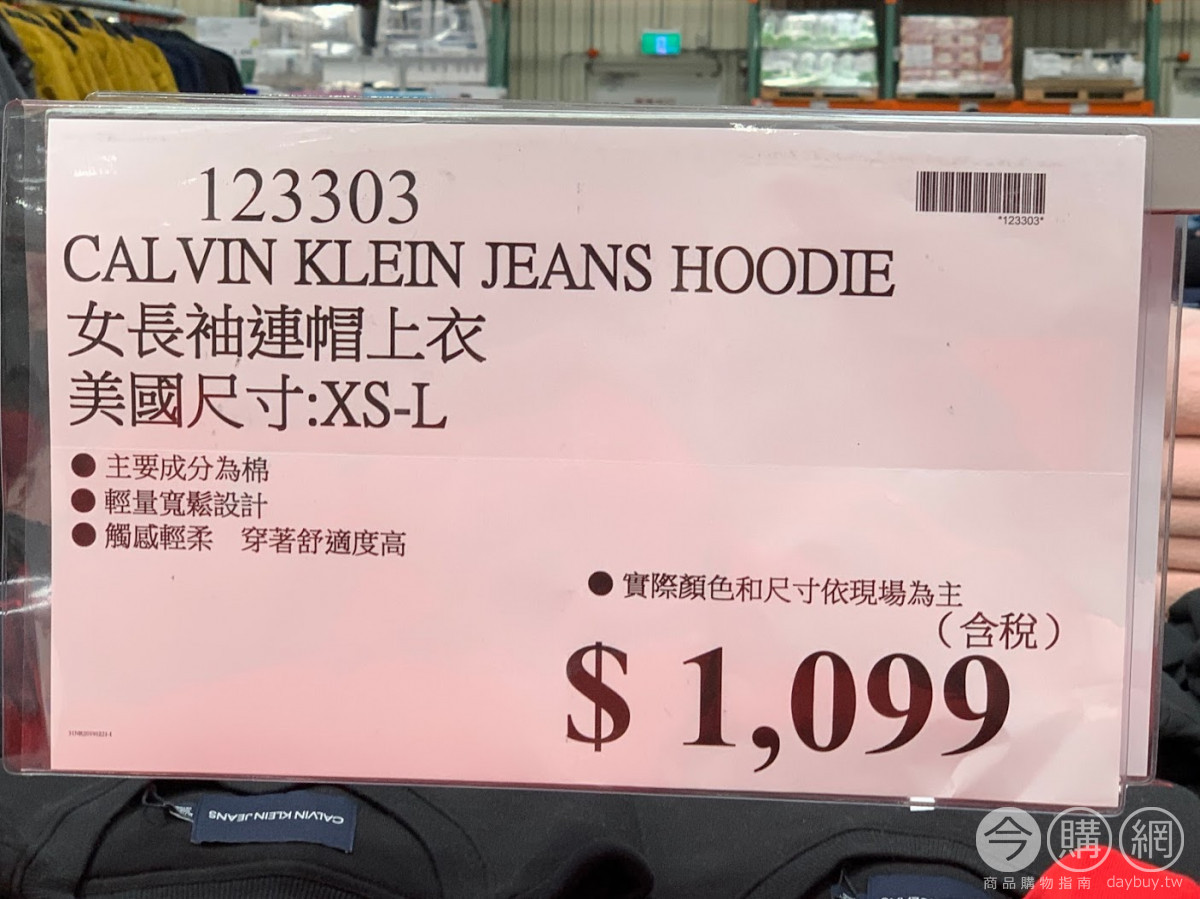 123303
*123303*
CALVIN KLEIN JEANS HOODIE
女長袖連帽上衣
美國尺寸:XS-L
● 主要成分為棉
● 輕量寬鬆設計
● 觸感輕柔 穿著舒適度高
● 實際顏色和尺寸依現場為主
（含稅）
$ 1,099
CALVIN KLEIN JEANS
今購網
商品購物指南 daybuy.tw